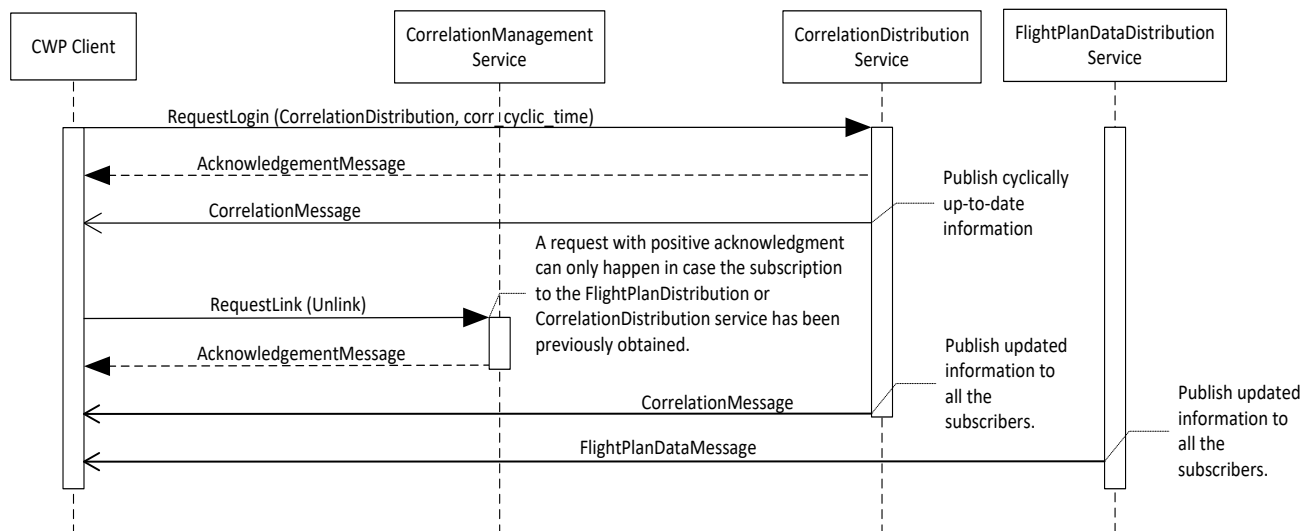 CWP Client
CorrelationManagement
Service
CorrelationDistribution
Service
FlightPlanDataDistribution
Service
RequestLogin (CorrelationDistribution, corr_cyclic_time)
AcknowledgementMessage
Publish cyclically
up-to-date
information
CorrelationMessage
A request with positive acknowledgment
can only happen in case the subscription
to the FlightPlanDistribution or
CorrelationDistribution service has been
previously obtained.
RequestLink (Unlink)
AcknowledgementMessage
Publish updated
information to
all the
subscribers.
CorrelationMessage
Publish updated
information to
all the
subscribers.
FlightPlanDataMessage